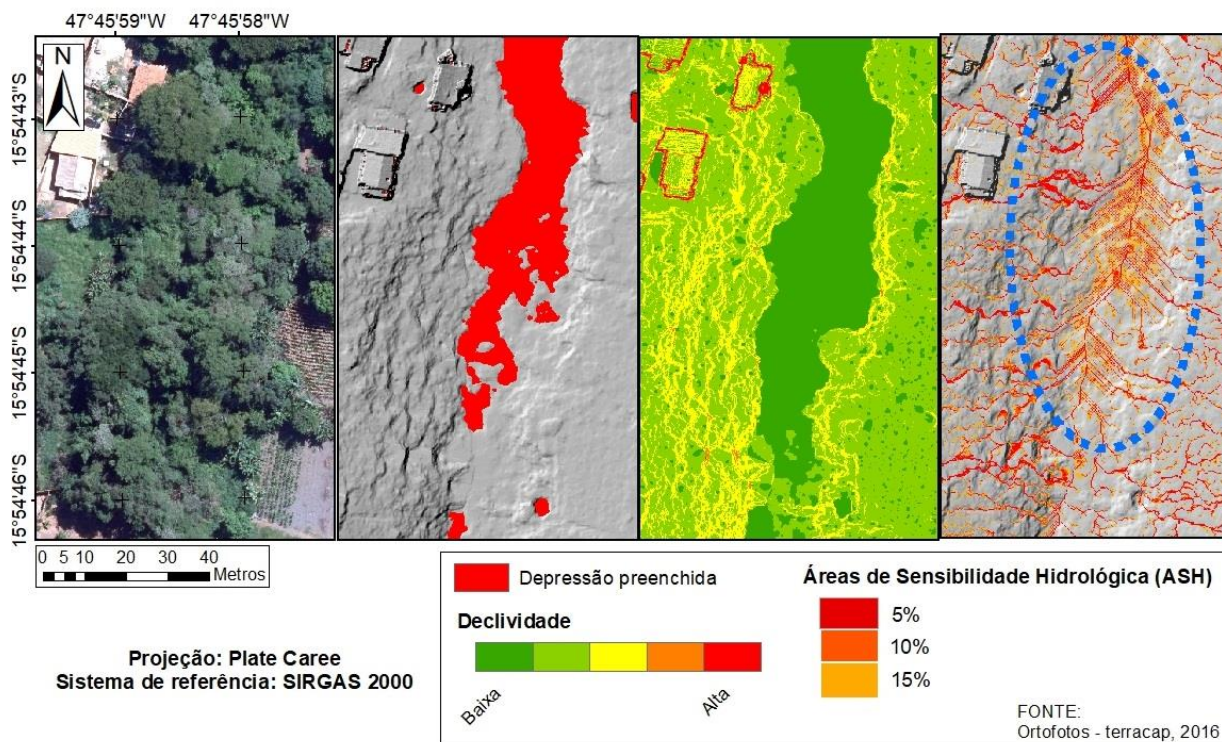 47°45'59"W
47°45'58"W
N
15°54'43"S
15°54'44"S
15°54'45"S
15°54'46"S
0 5 10 20 30 40
Metros
Projeção: Plate Caree
Sistema de referência: SIRGAS 2000
Depressão preenchida
Declividade
Baixa
Alta
Áreas de Sensibilidade Hidrológica (ASH)
5%
10%
15%
FONTE:
Ortofotos - terracap, 2016